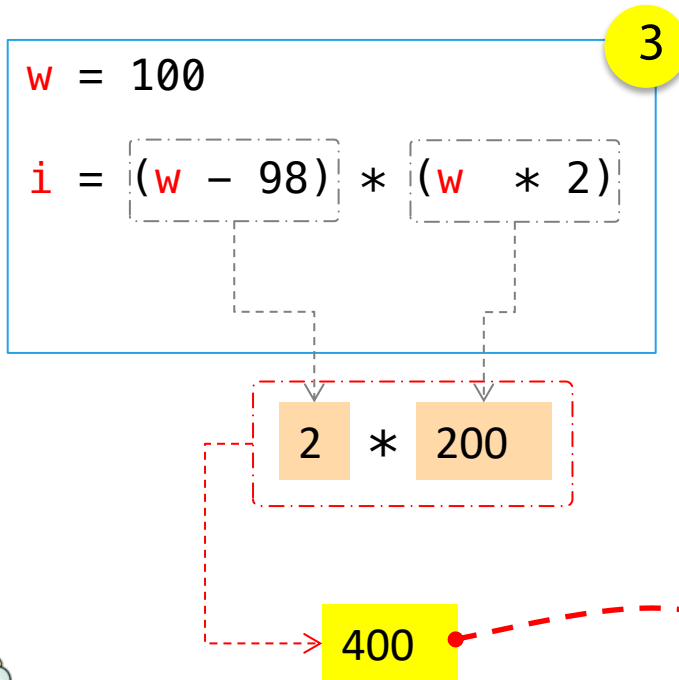 3
w = 100
i = (w − 98) * (w * 2)
2 * 200
400